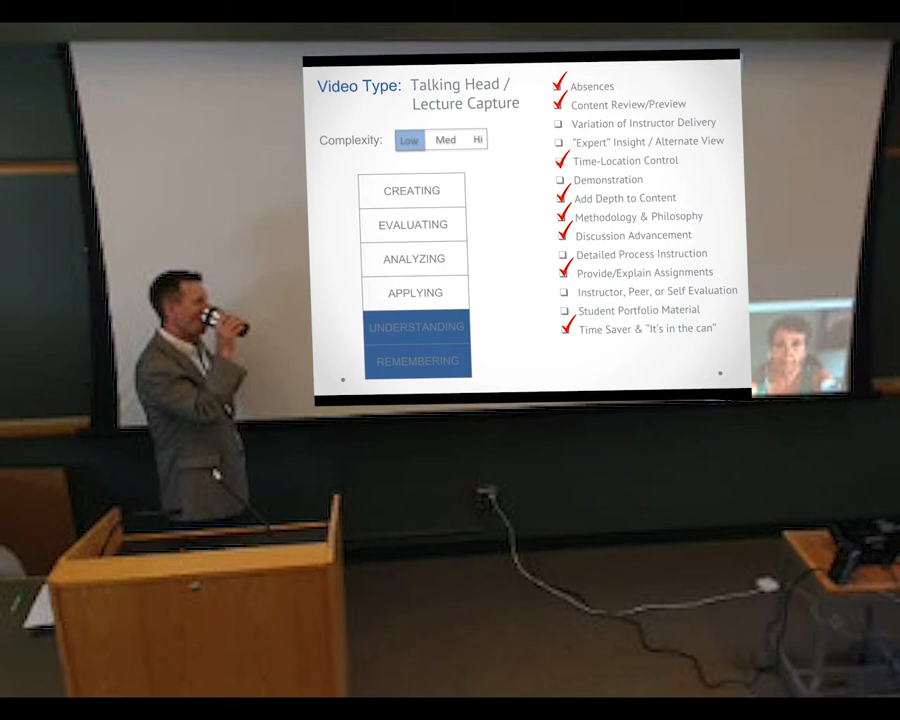 Video Type: Talking Head /
Lecture Capture
Complexity: Low Med Hi
CREATING
EVALUATING
ANALYZING
APPLYING
UNDERSTANDING
REMEMBERING
Absences
Content Review/Preview
Variation of Instructor Delivery
"Expert" Insight / Alternate View
Time-Location Control
Demonstration
Add Depth to Content
Methodology & Philosophy
Discussion Advancement
Detailed Process Instruction
Provide/Explain Assignments
Instructor, Peer, or Self Evaluation
Student Portfolio Material
Time Saver & "It's in the can"